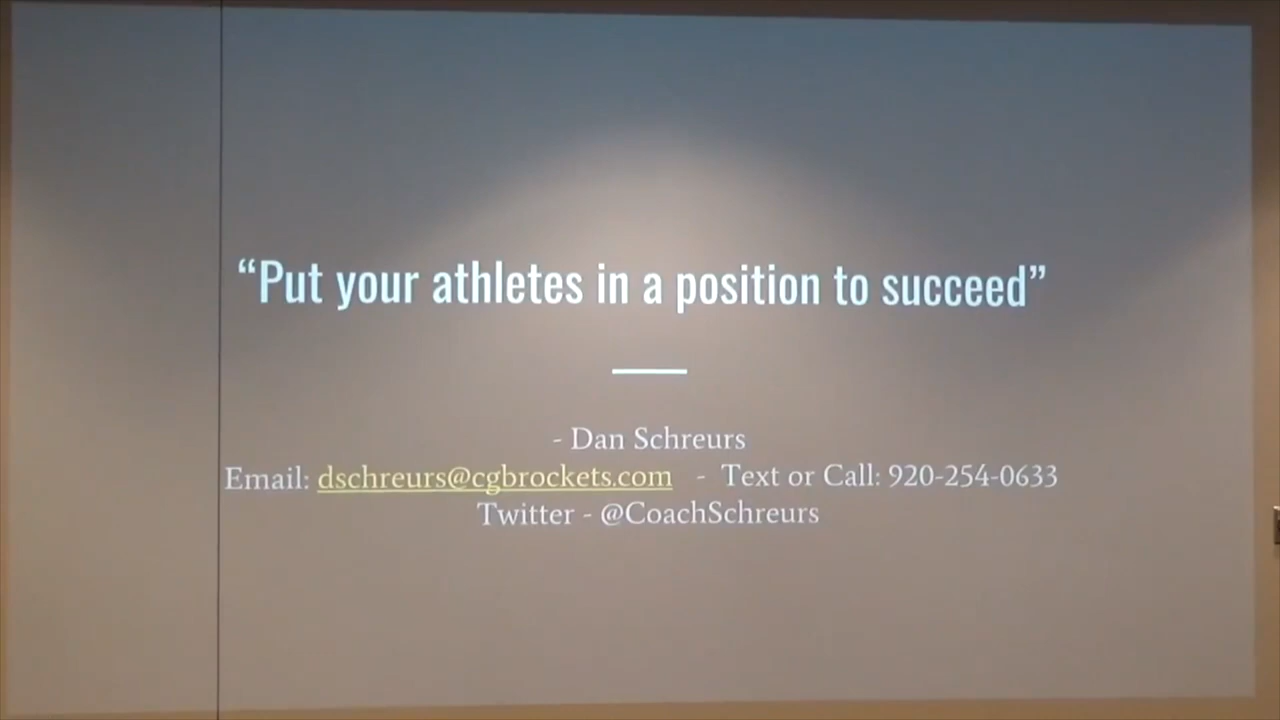 “Put your athletes in a position to succeed”
- Dan Schreurs
Email: dschreurs@cgbrockets.com - Text or Call: 920-254-0633
Twitter - @CoachSchreurs